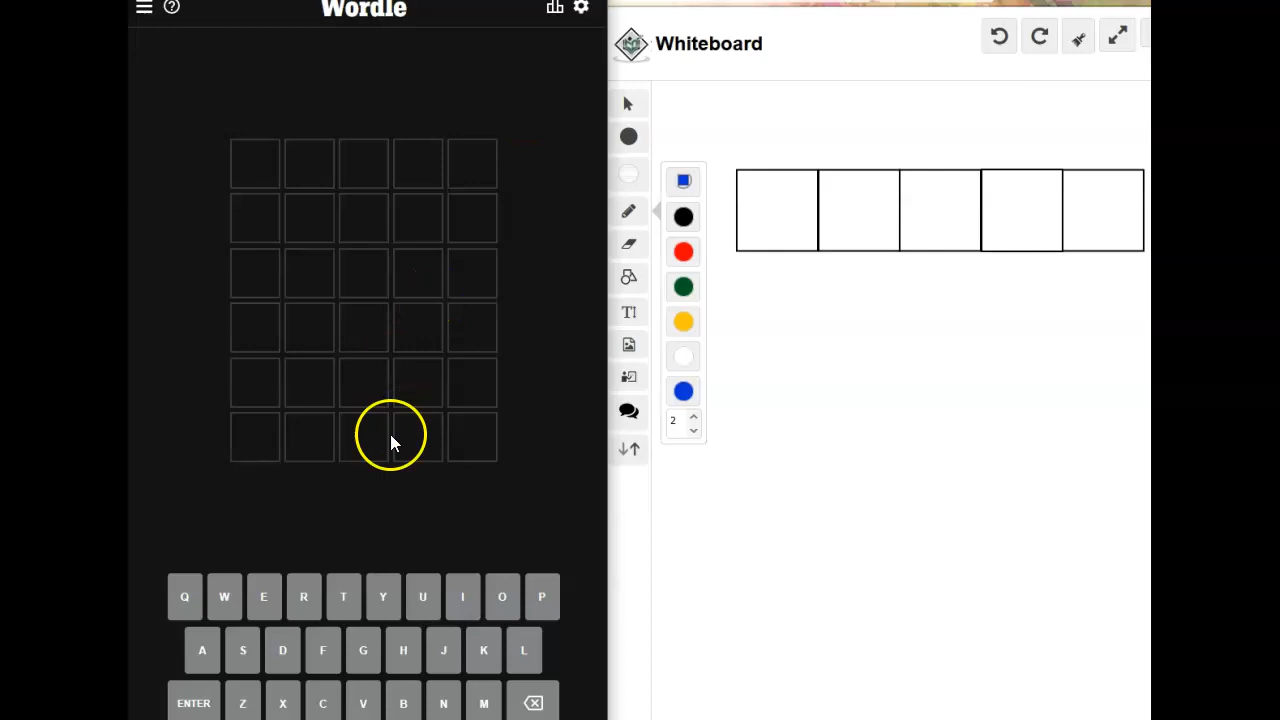 Wordle
Whiteboard
2
Q W E R T Y U I O P
A S D F G H J K L
ENTER Z X C V B N M